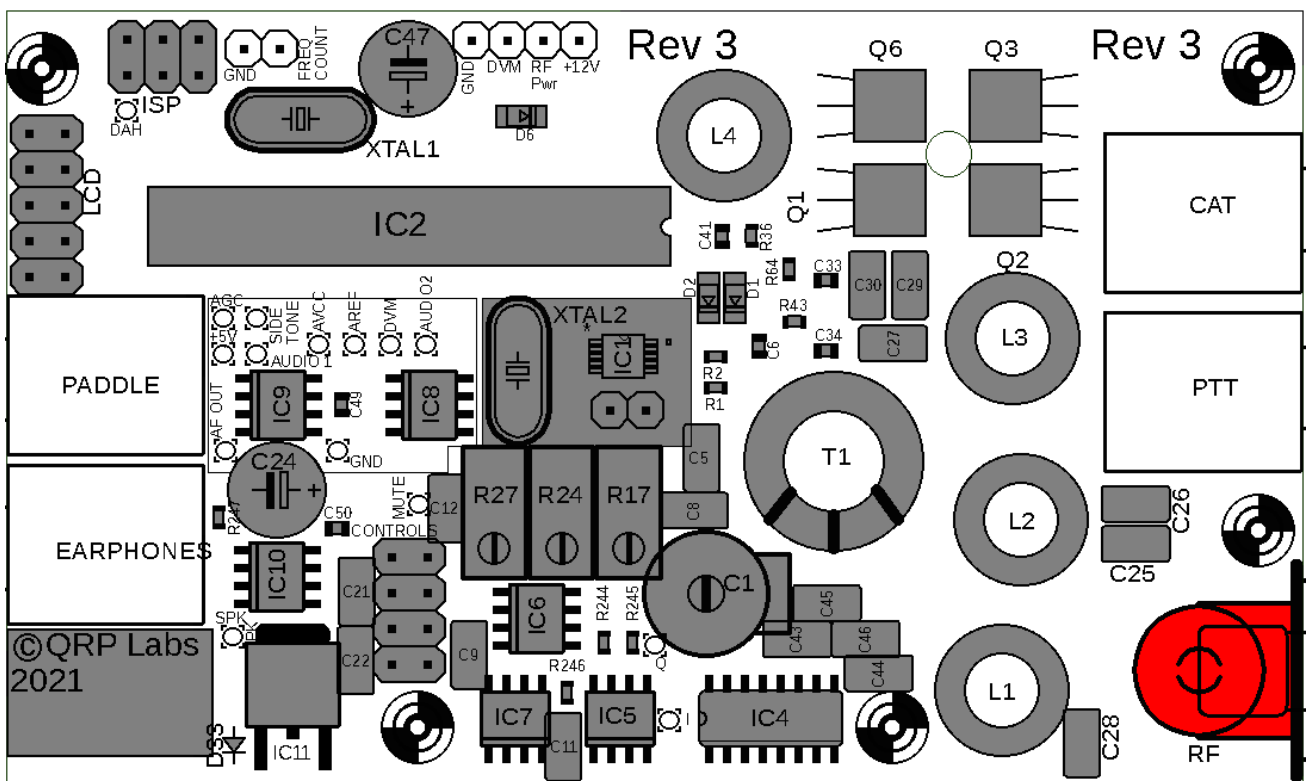 Rev 3
Rev 3
Q6
Q3
C47
GND
FREQ
COUNT
GND
DVM
RF
Pwr
+12V
ISP
DAH
D6
XTAL1
L4
LCD
IC2
Q1
CAT
C41
R36
Q2
R64
C33
C30
C29
D2
D1
AGC
+5V
SIDE
TONE
AVCC
AREF
DVM
AUDIO2
XTAL2
*
IC1
R43
C34
C6
C27
L3
AUDIO 1
R2
R1
PADDLE
PTT
AF OUT
IC9
C49
IC8
GND
C24
+
MUTE
C12
R27
R24
R17
C5
C8
T1
L2
C26
C25
R247
C50
CONTROLS
EARPHONES
IC10
C21
C22
IC6
R244
R245
C1
C45
C43
C46
C44
SPK
C9
Q
R246
©QRP Labs
2021
L1
IC7
C11
IC5
I
IC4
D33
IC11
C28
RF